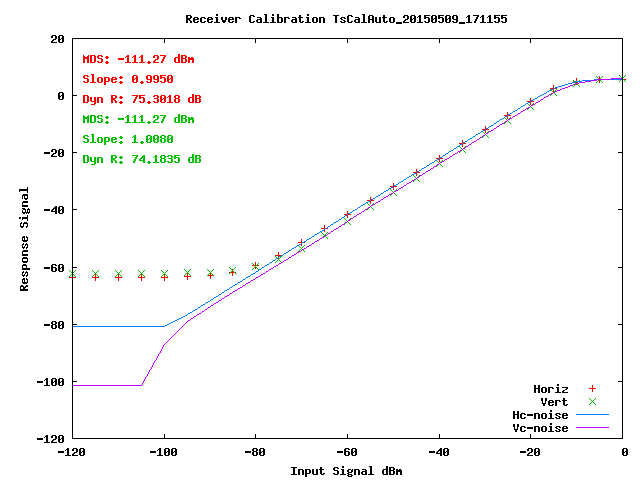 Receiver Calibration TsCalAuto_20150509_171155
20
MDS: -111.27 dBm
Slope: 0.9950
Dyn R: 75.3018 dB
MDS: -111.27 dBm
Slope: 1.0080
Dyn R: 74.1835 dB
0
-20
-40
-60
-80
-100
-120
Response Signal
Horiz
Vert
Hc-noise
Vc-noise
-120 -100 -80 -60 -40 -20 0
Input Signal dBm